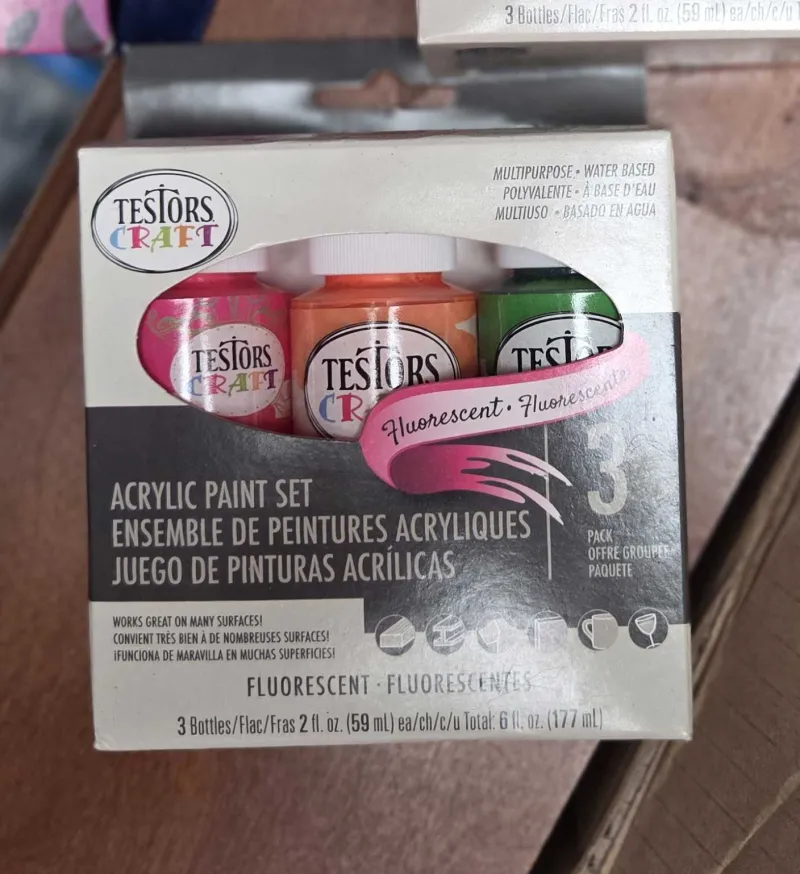 3 Bottles/Flac/Fras 2 fl. oz. (59 mL) ea/ch/c/u
TESTORS
CRAFT
MULTIPURPOSE • WATER BASED
POLYVALENTE • À BASE D'EAU
MULTIUSO • BASADO EN AGUA
TESTORS
CRAFT
TESTORS
CR
TESTOR
Fluorescent • Fluorescente
ACRYLIC PAINT SET
ENSEMBLE DE PEINTURES ACRYLIQUES
JUEGO DE PINTURAS ACRÍLICAS
3
PACK
OFFRE GROUPÉE
PAQUETE
WORKS GREAT ON MANY SURFACES!
CONVIENT TRÈS BIEN À DE NOMBREUSES SURFACES!
¡FUNCIONA DE MARAVILLA EN MUCHAS SUPERFICIES!
FLUORESCENT • FLUORESCENTES
3 Bottles/Flac/Fras 2 fl. oz. (59 mL) ea/ch/c/u Total: 6 fl. oz. (177 mL)